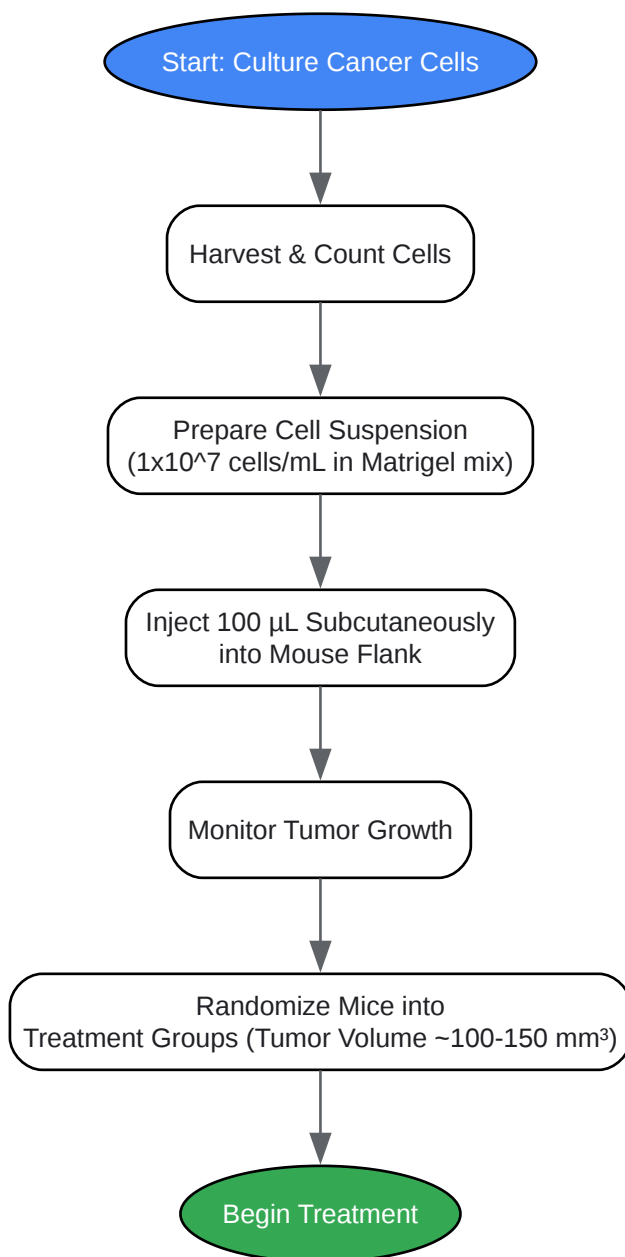 Start: Culture Cancer Cells
Harvest & Count Cells
Prepare Cell Suspension
(1x10^7 cells/mL in Matrigel mix)
Inject 100 µL Subcutaneously
into Mouse Flank
Monitor Tumor Growth
Randomize Mice into
Treatment Groups (Tumor Volume ~100-150 mm³)
Begin Treatment